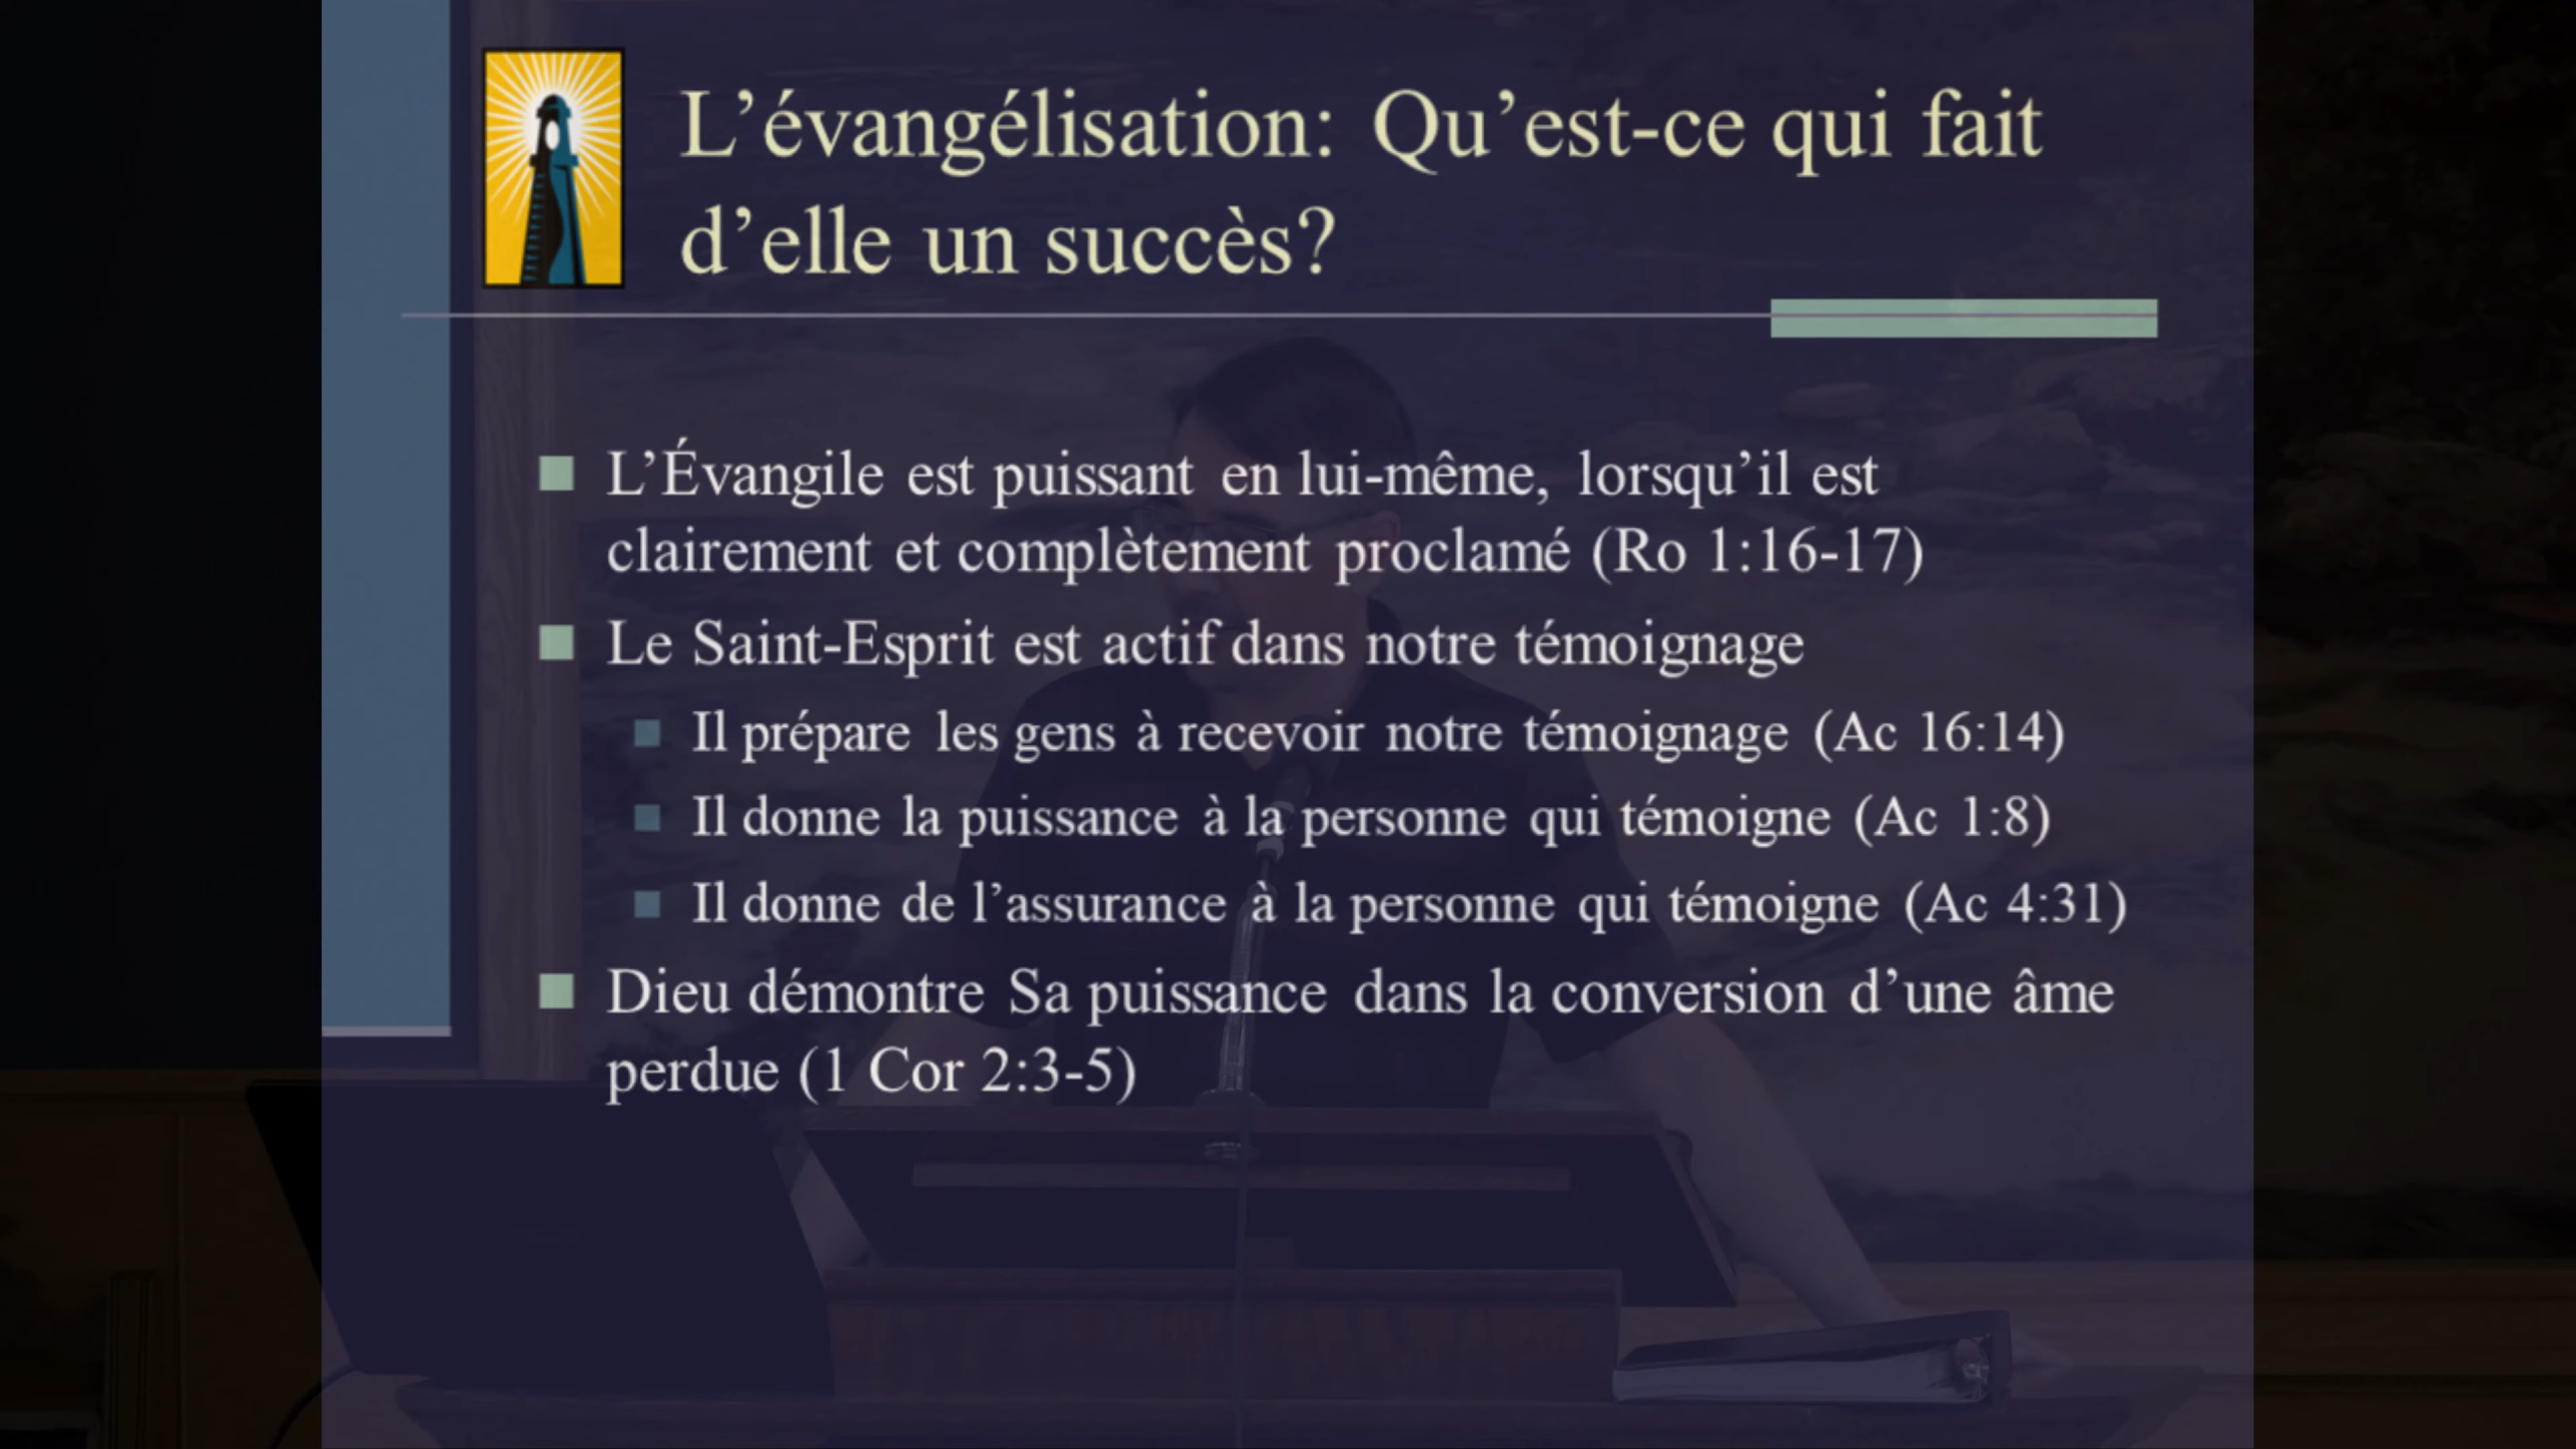 L’évangélisation: Qu’est-ce qui fait
d’elle un succès?
L’Évangile est puissant en lui-même, lorsqu’il est
clairement et complètement proclamé (Ro 1:16-17)
Le Saint-Esprit est actif dans notre témoignage
Il prépare les gens à recevoir notre témoignage (Ac 16:14)
Il donne la puissance à la personne qui témoigne (Ac 1:8)
Il donne de l’assurance à la personne qui témoigne (Ac 4:31)
Dieu démontre Sa puissance dans la conversion d’une âme
perdue (1 Cor 2:3-5)